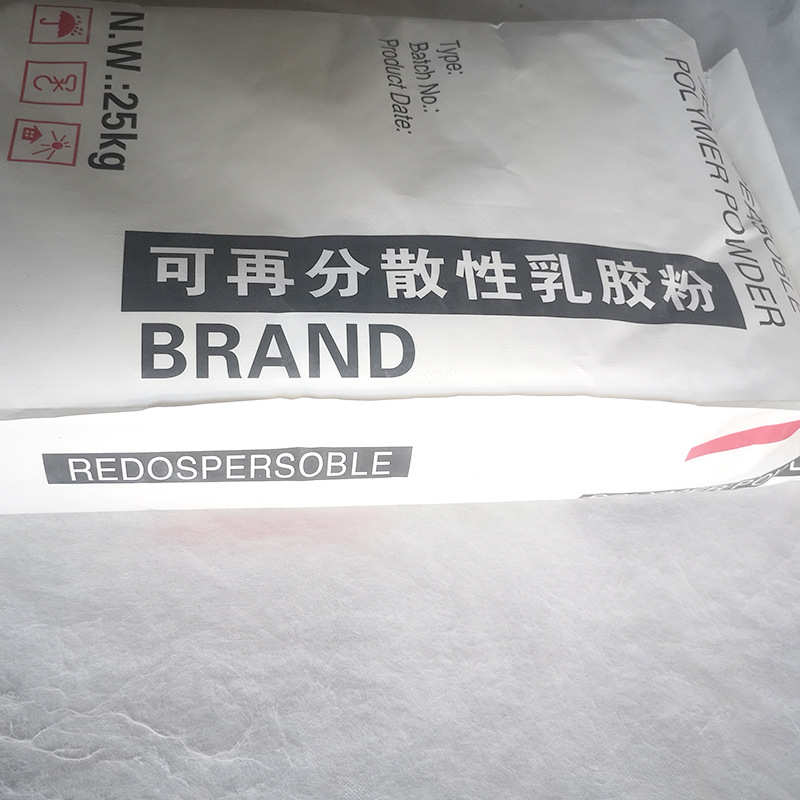 N.W.:25kg
Type:
Batch No.:
Product Date:
POLYMER POWDER
可再分散性乳胶粉
BRAND
REDOSPERSOBLE